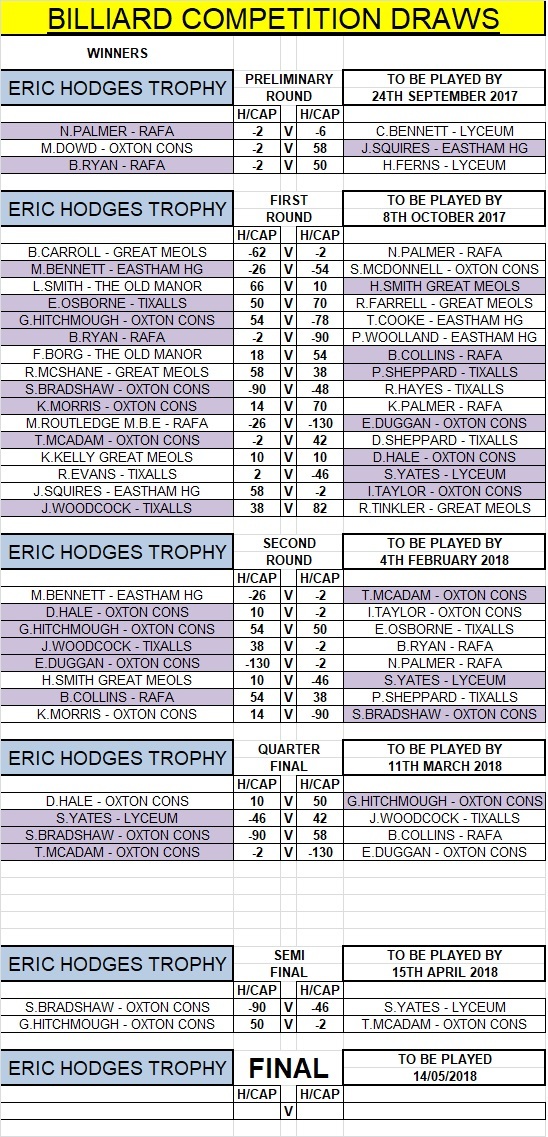 BILLIARD COMPETITION DRAWS
WINNERS
ERIC HODGES TROPHY PRELIMINARY ROUND TO BE PLAYED BY 24TH SEPTEMBER 2017
H/CAP H/CAP
N.PALMER - RAFA -2 V -6 C.BENNETT - LYCEUM
M.DOWD - OXTON CONS -2 V 58 J.SQUIRES - EASTHAM HG
B.RYAN - RAFA -2 V 50 H.FERNS - LYCEUM
ERIC HODGES TROPHY FIRST ROUND TO BE PLAYED BY 8TH OCTOBER 2017
H/CAP H/CAP
B.CARROLL - GREAT MEOLS -62 V -2 N.PALMER - RAFA
M.BENNETT - EASTHAM HG -26 V -54 S.MCDONNELL - OXTON CONS
L.SMITH - THE OLD MANOR 66 V 10 H.SMITH GREAT MEOLS
E.OSBORNE - TIXALLS 50 V 70 R.FARRELL - GREAT MEOLS
G.HITCHMOUGH - OXTON CONS 54 V -78 T.COOKE - EASTHAM HG
B.RYAN - RAFA -2 V -90 P.WOOLLAND - EASTHAM HG
F.BORG - THE OLD MANOR 18 V 54 B.COLLINS - RAFA
R.MCSHANE - GREAT MEOLS 58 V 38 P.SHEPPARD - TIXALLS
S.BRADSHAW - OXTON CONS -90 V -48 R.HAYES - TIXALLS
K.MORRIS - OXTON CONS 14 V 70 K.PALMER - RAFA
M.ROUTLEDGE M.B.E - RAFA -26 V -130 E.DUGGAN - OXTON CONS
T.MCADAM - OXTON CONS -2 V 42 D.SHEPPARD - TIXALLS
K.KELLY GREAT MEOLS 10 V 10 D.HALE - OXTON CONS
R.EVANS - TIXALLS 2 V -46 S.YATES - LYCEUM
J.SQUIRES - EASTHAM HG 58 V -2 I.TAYLOR - OXTON CONS
J.WOODCOCK - TIXALLS 38 V 82 R.TINKLER - GREAT MEOLS
ERIC HODGES TROPHY SECOND ROUND TO BE PLAYED BY 4TH FEBRUARY 2018
H/CAP H/CAP
M.BENNETT - EASTHAM HG -26 V -2 T.MCADAM - OXTON CONS
D.HALE - OXTON CONS 10 V -2 I.TAYLOR - OXTON CONS
G.HITCHMOUGH - OXTON CONS 54 V 50 E.OSBORNE - TIXALLS
J.WOODCOCK - TIXALLS 38 V -2 B.RYAN - RAFA
E.DUGGAN - OXTON CONS -130 V -2 N.PALMER - RAFA
H.SMITH GREAT MEOLS 10 V -46 S.YATES - LYCEUM
B.COLLINS - RAFA 54 V 38 P.SHEPPARD - TIXALLS
K.MORRIS - OXTON CONS 14 V -90 S.BRADSHAW - OXTON CONS
ERIC HODGES TROPHY QUARTER FINAL TO BE PLAYED BY 11TH MARCH 2018
H/CAP H/CAP
D.HALE - OXTON CONS 10 V 50 G.HITCHMOUGH - OXTON CONS
S.YATES - LYCEUM -46 V 42 J.WOODCOCK - TIXALLS
S.BRADSHAW - OXTON CONS -90 V 58 B.COLLINS - RAFA
T.MCADAM - OXTON CONS -2 V -130 E.DUGGAN - OXTON CONS
ERIC HODGES TROPHY SEMI FINAL TO BE PLAYED BY 15TH APRIL 2018
H/CAP H/CAP
S.BRADSHAW - OXTON CONS -90 V -46 S.YATES - LYCEUM
G.HITCHMOUGH - OXTON CONS 50 V -2 T.MCADAM - OXTON CONS
ERIC HODGES TROPHY FINAL TO BE PLAYED 14/05/2018
H/CAP H/CAP
V